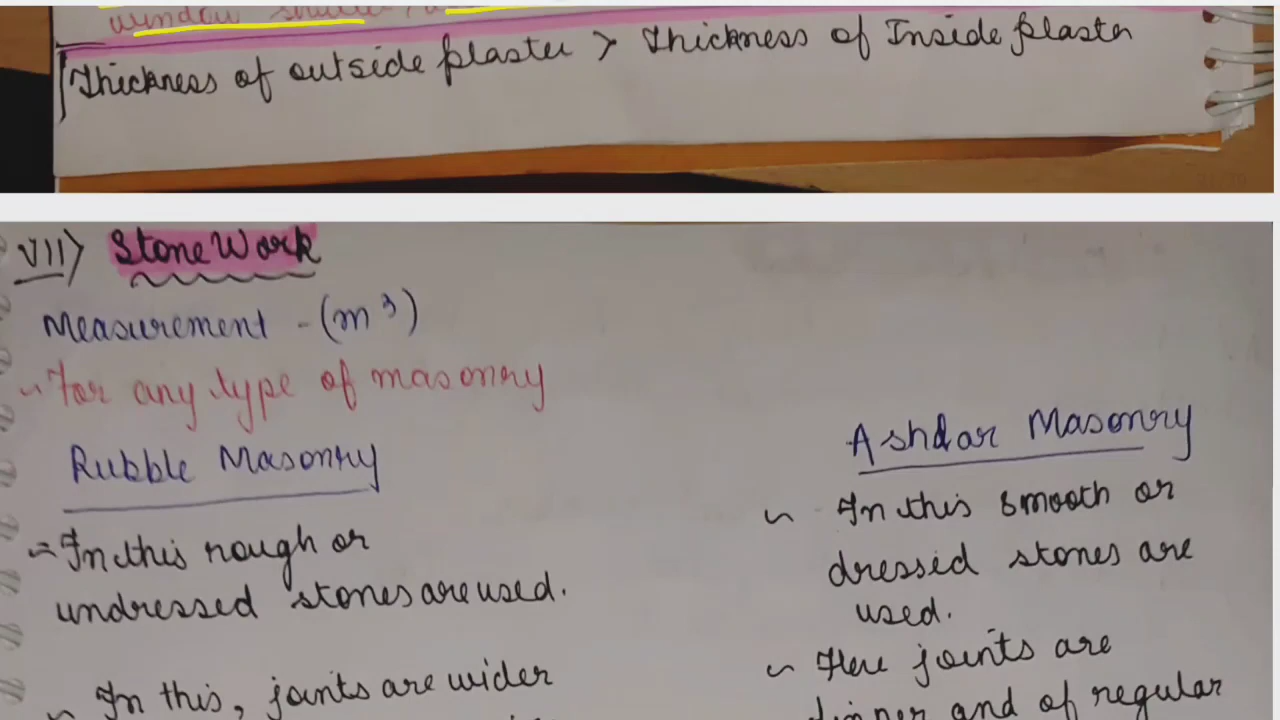 window
Thickness of outside plaster > Thickness of Inside plaster
VII) Stone Work
Measurement - (m³)
~ For any type of masonry
Rubble Masonry
Ashdar Masonry
- In this rough or
undressed stones are used.
~ In this smooth or
dressed stones are
used.
~ In this, joints are wider
~ Here joints are
and of regular